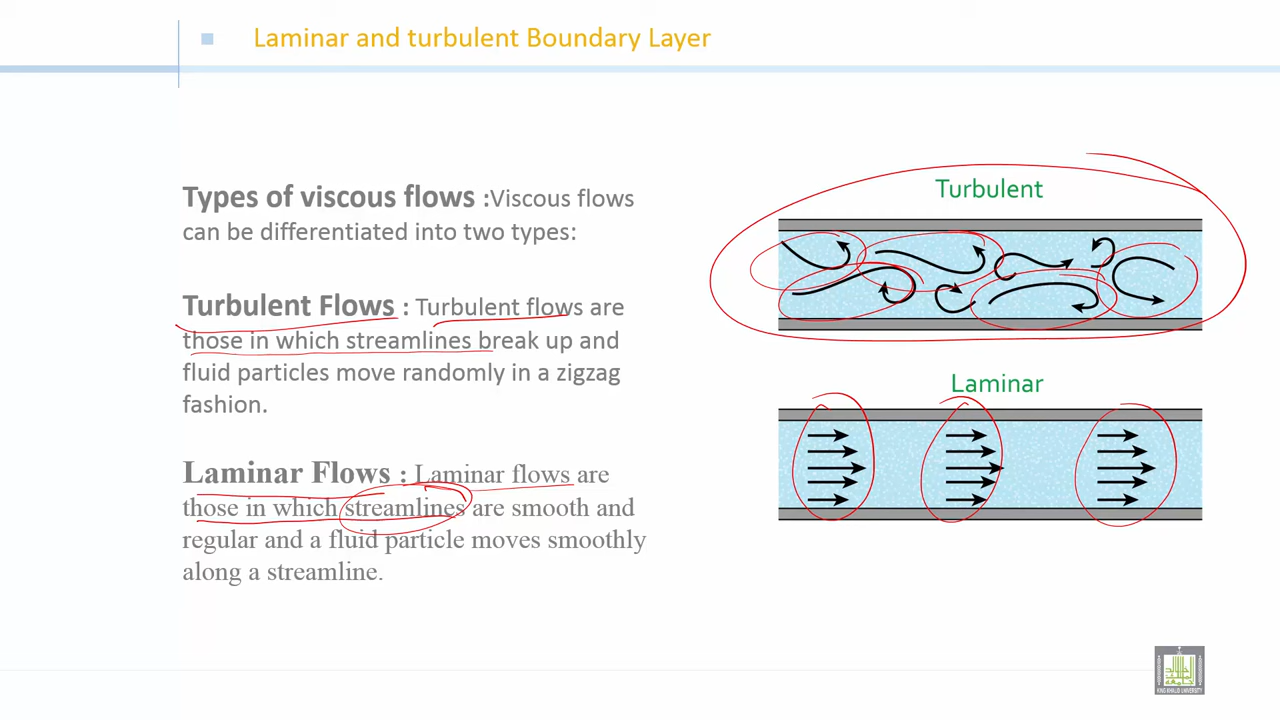 Laminar and turbulent Boundary Layer
Types of viscous flows :Viscous flows
can be differentiated into two types:
Turbulent Flows : Turbulent flows are
those in which streamlines break up and
fluid particles move randomly in a zigzag
fashion.
Laminar Flows : Laminar flows are
those in which streamlines are smooth and
regular and a fluid particle moves smoothly
along a streamline.
Turbulent
Laminar
KING KHALID UNIVERSITY